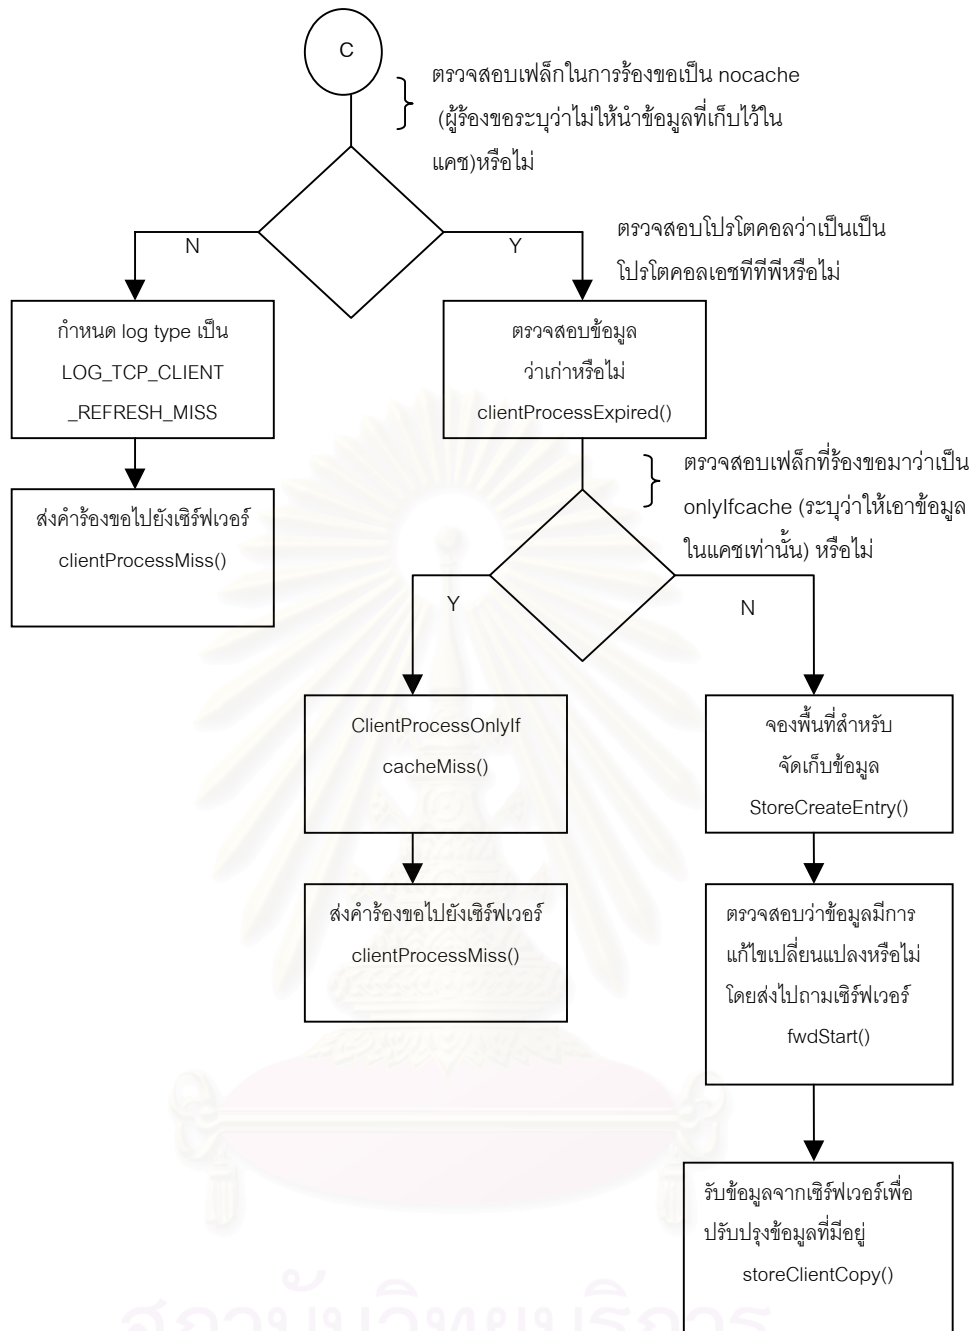 C
ตรวจสอบเฟล็กในการร้องขอเป็น nocache
(ผู้ร้องขอระบุว่าไม่ให้นำข้อมูลที่เก็บไว้ใน
แคช)หรือไม่
N
Y
ตรวจสอบโปรโตคอลว่าเป็นเป็น
โปรโตคอลเอชทีทีพีหรือไม่
กำหนด log type เป็น
LOG_TCP_CLIENT
_REFRESH_MISS
ตรวจสอบข้อมูล
ว่าเก่าหรือไม่
clientProcessExpired()
ส่งคำร้องขอไปยังเซิร์ฟเวอร์
clientProcessMiss()
ตรวจสอบเฟล็กที่ร้องขอมาว่าเป็น
onlyIfcache (ระบุว่าให้เอาข้อมูล
ในแคชเท่านั้น) หรือไม่
Y
N
ClientProcessOnlyIf
cacheMiss()
จองพื้นที่สำหรับ
จัดเก็บข้อมูล
StoreCreateEntry()
ส่งคำร้องขอไปยังเซิร์ฟเวอร์
clientProcessMiss()
ตรวจสอบว่าข้อมูลมีการ
แก้ไขเปลี่ยนแปลงหรือไม่
โดยส่งไปถามเซิร์ฟเวอร์
fwdStart()
รับข้อมูลจากเซิร์ฟเวอร์เพื่อ
ปรับปรุงข้อมูลที่มีอยู่
storeClientCopy()
สถาบันวิทยบริการ